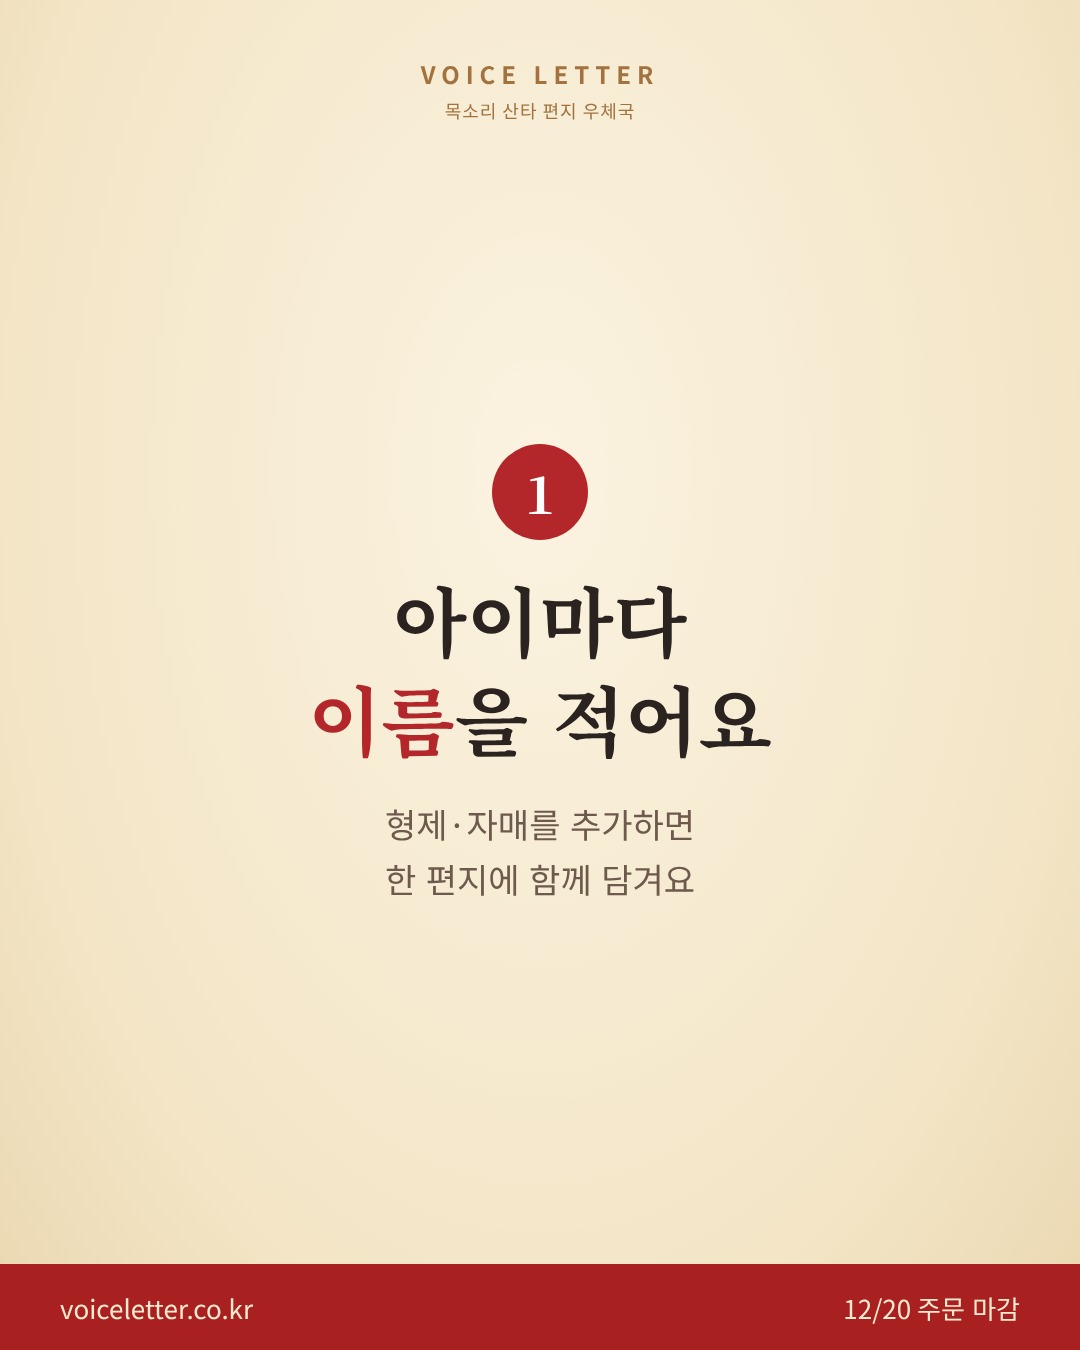 VOICE LETTER
목소리 산타 편지 우체국
1
아이마다
이름을 적어요
형제·자매를 추가하면
한 편지에 함께 담겨요
voiceletter.co.kr
12/20 주문 마감